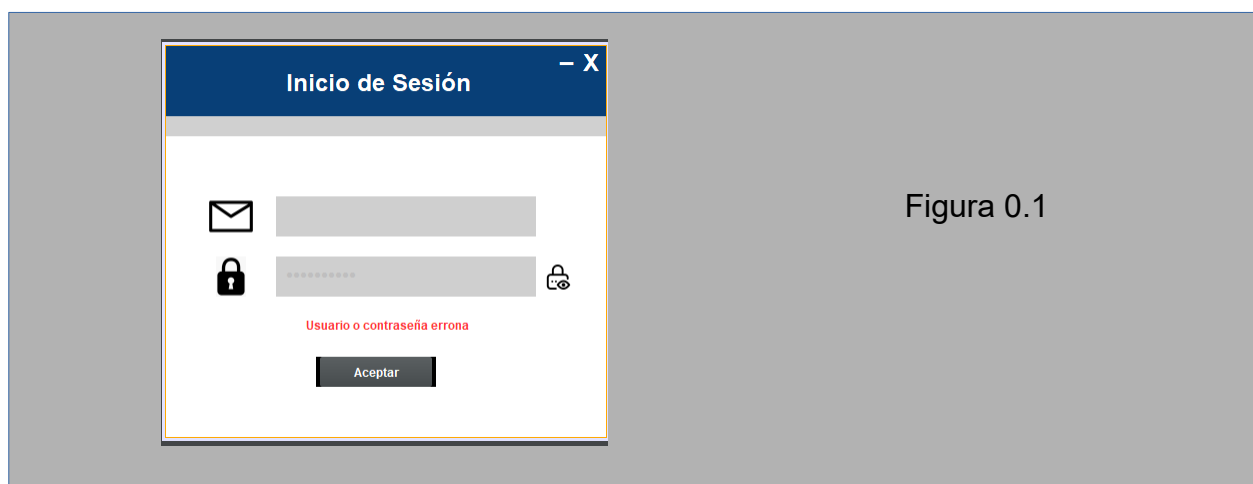 – X
Inicio de Sesión
Figura 0.1
Usuario o contraseña errona
Aceptar